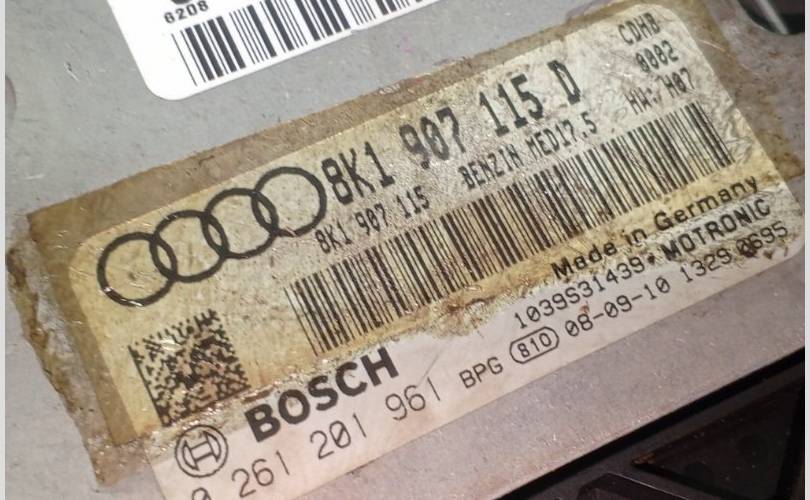 8208
CDHB
0002
HW: H07
8K1 907 115 D
8K1 907 115 BENZIN MED17.5
Made in Germany
1039S31439 • MOTRONIC
BOSCH
0 261 201 961 BPG 810 08-09-10 1329 0695